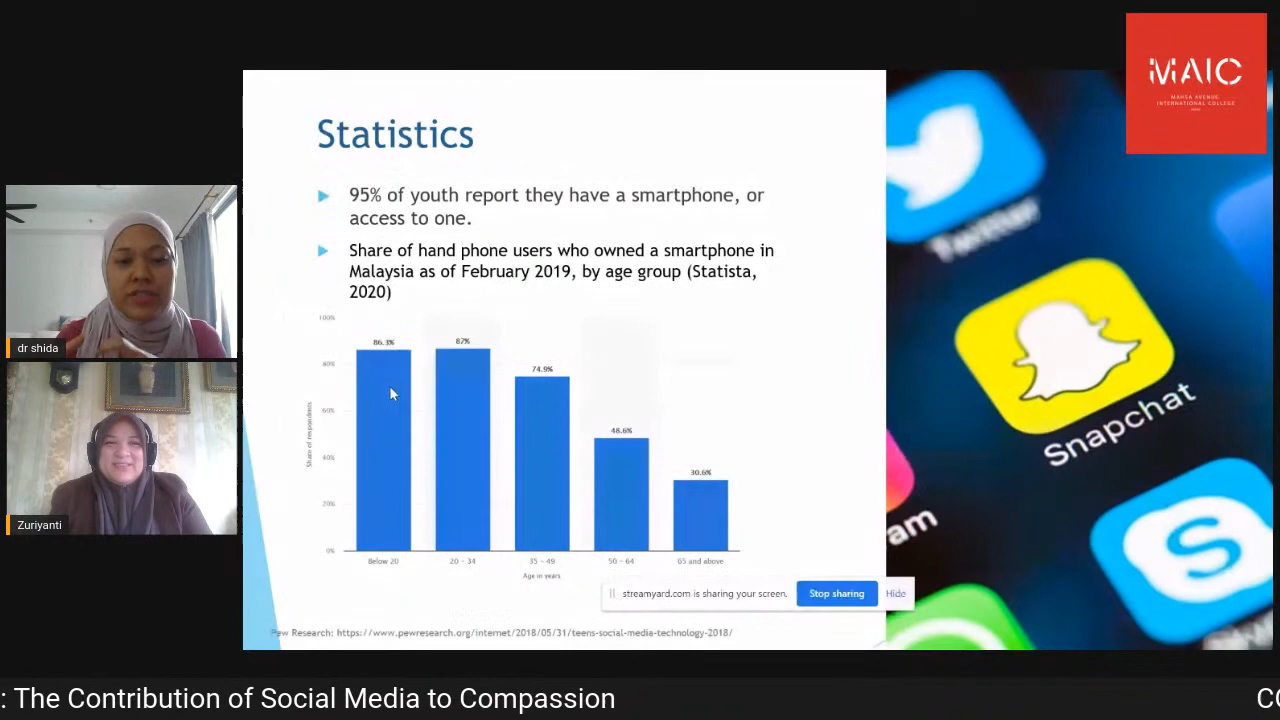 MAIC
MAHSA AVENUE
INTERNATIONAL COLLEGE
Statistics
95% of youth report they have a smartphone, or
access to one.
Share of hand phone users who owned a smartphone in
Malaysia as of February 2019, by age group (Statista,
2020)
100%
80%
60%
40%
20%
0%
Share of respondents
86.3%
87%
74.9%
48.6%
30.6%
Below 20
20 - 34
35 - 49
50 - 64
65 and above
Age in years
streamyard.com is sharing your screen.
Stop sharing
Hide
Pew Research: https://www.pewresearch.org/internet/2018/05/31/teens-social-media-technology-2018/
Twitter
Snapchat
am
S
dr shida
Zuriyanti
: The Contribution of Social Media to Compassion
CO